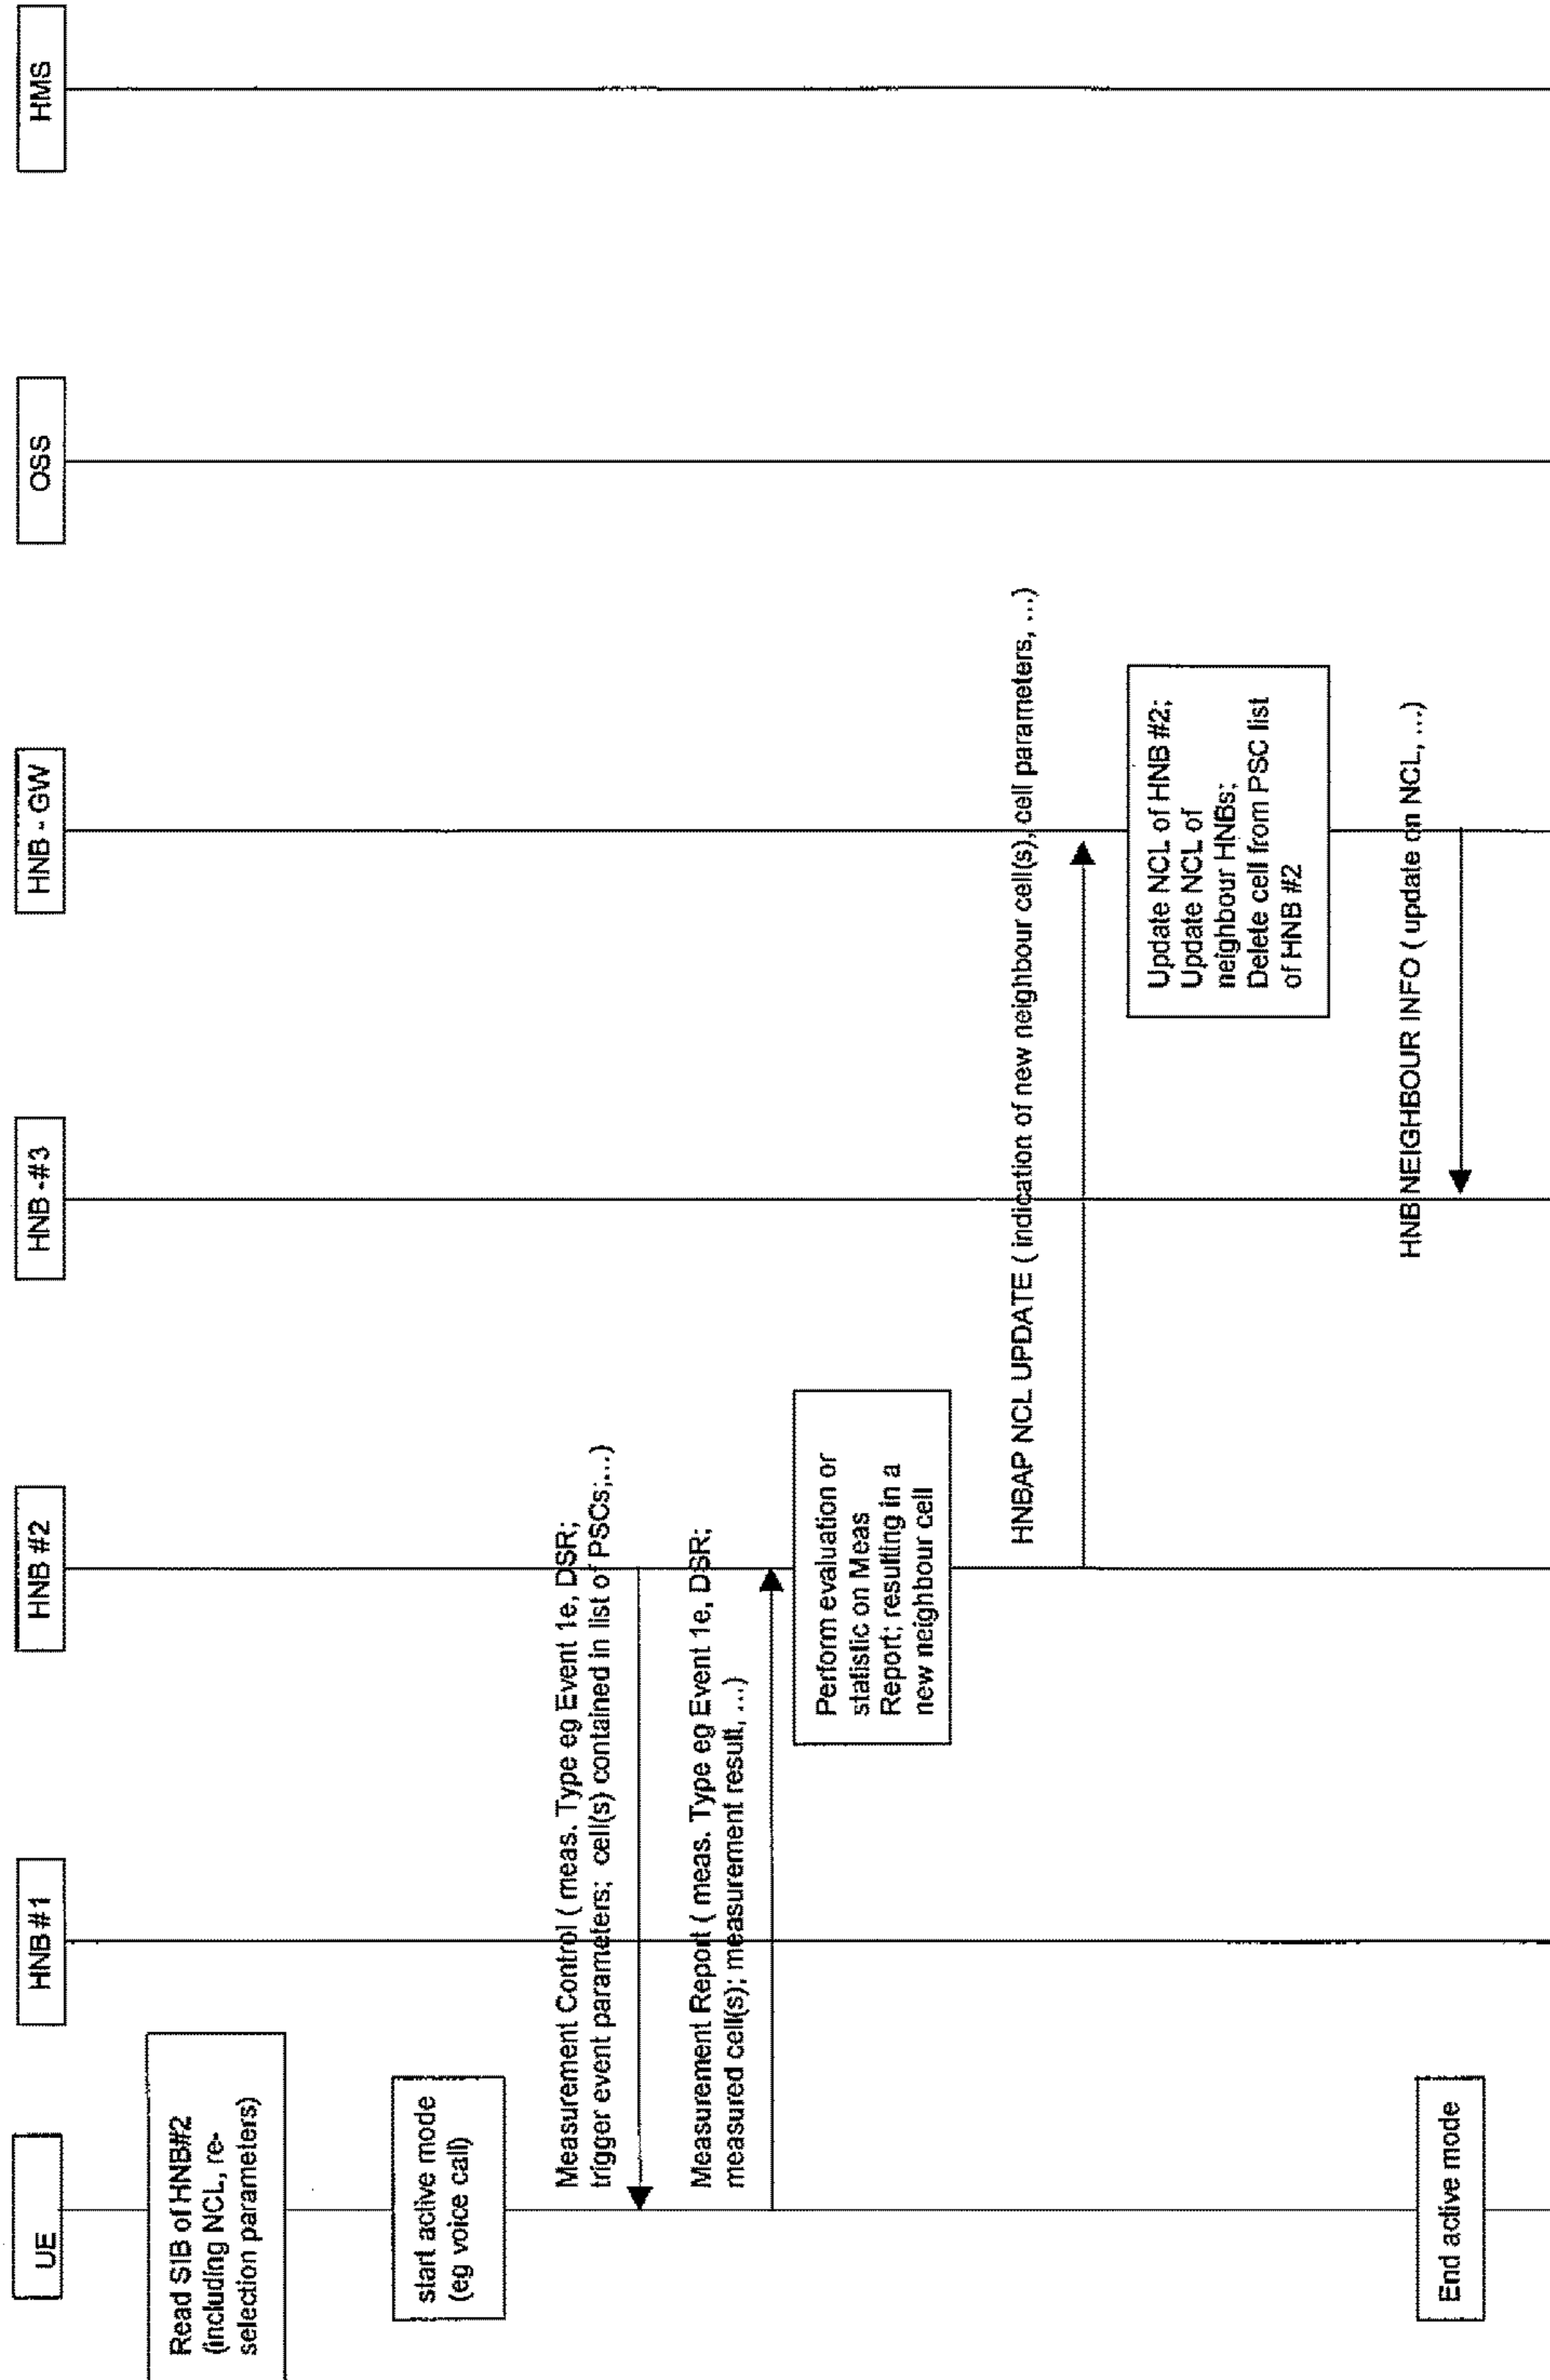 UE
HNB #1
HNB #2
HNB -#3
HNB - GW
OSS
HMS
Read SIB of HNB#2
(including NCL, re-
selection parameters)
start active mode
(eg voice call)
Measurement Control ( meas. Type eg Event 1e, DSR;
trigger event parameters; cell(s) contained in list of PSCs;...)
Measurement Report ( meas. Type eg Event 1e, DSR;
measured cell(s); measurement result, ...)
Perform evaluation or
statistic on Meas
Report; resulting in a
new neighbour cell
HNBAP NCL UPDATE ( indication of new neighbour cell(s), cell parameters, ...)
Update NCL of HNB #2;
Update NCL of
neighbour HNBs;
Delete cell from PSC list
of HNB #2
HNB NEIGHBOUR INFO ( update on NCL, ...)
End active mode